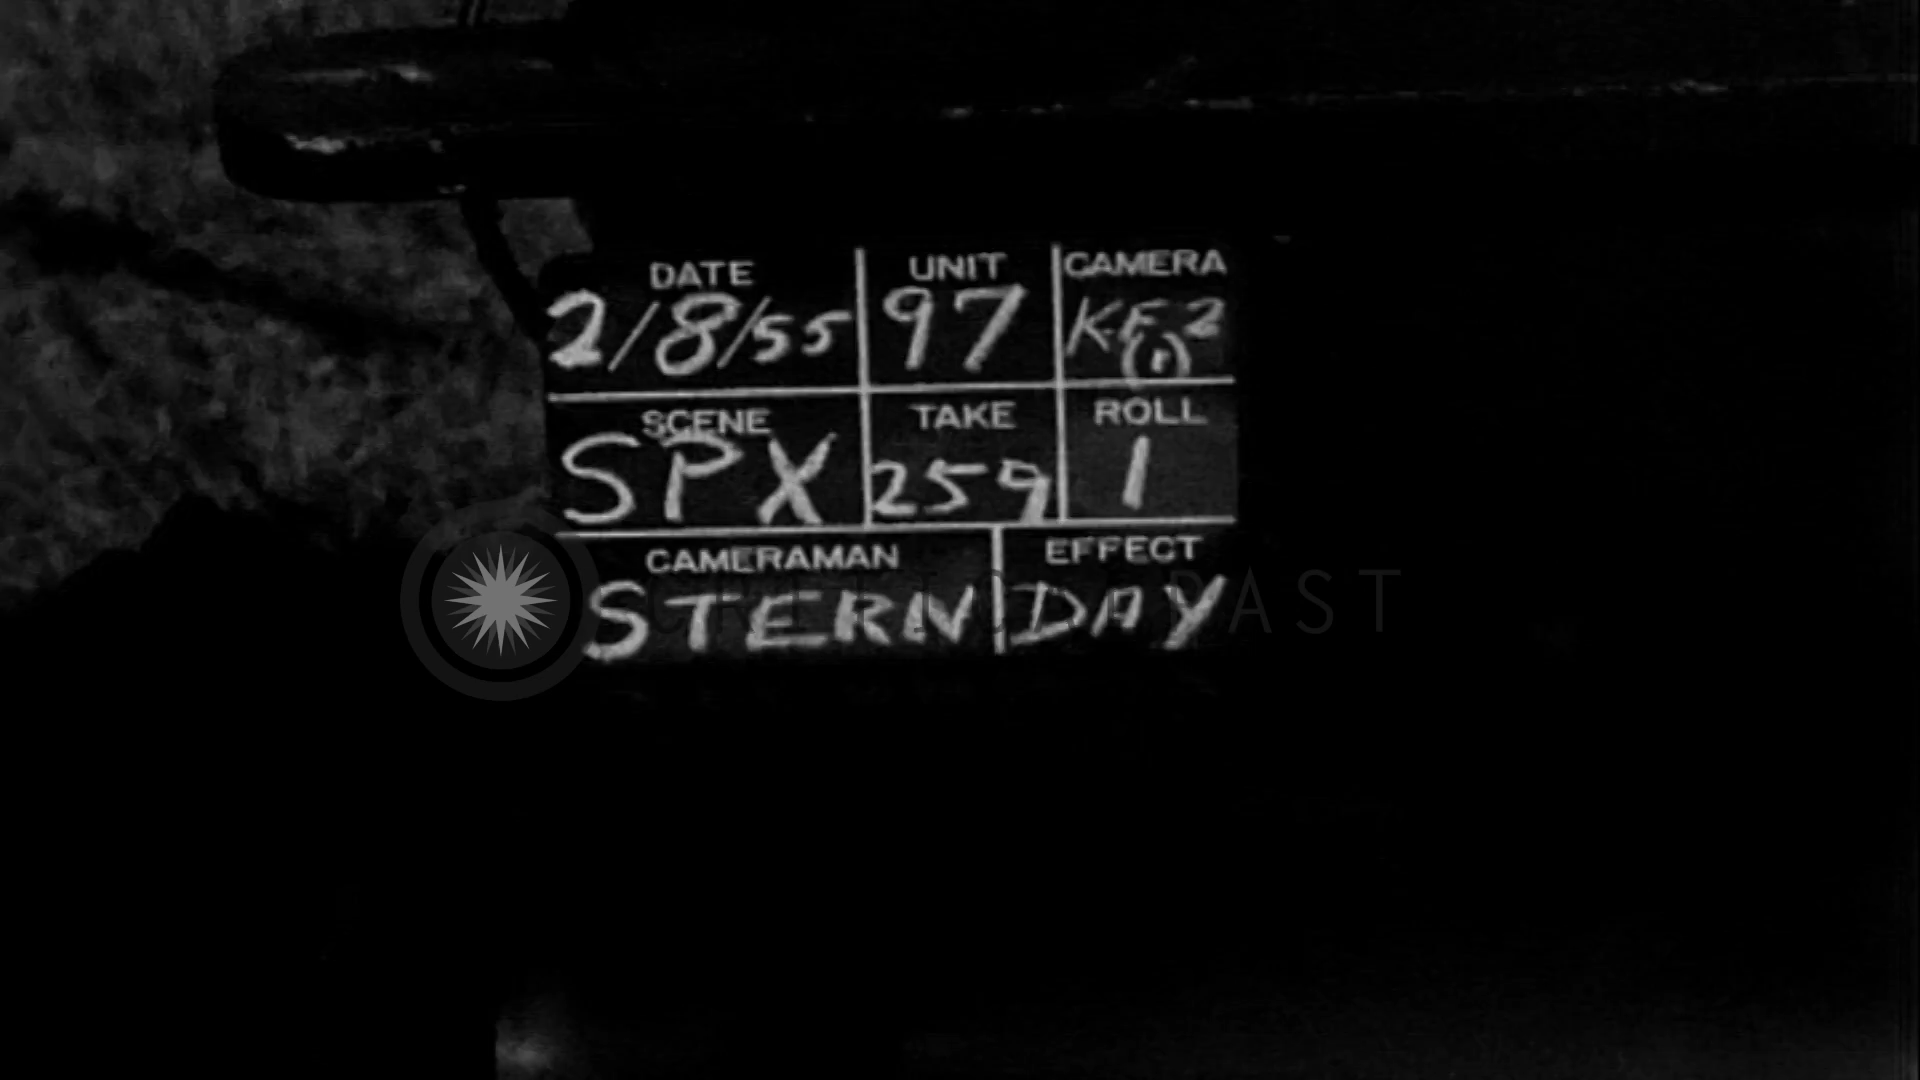 DATE UNIT CAMERA
2/8/55 97 KF2
(1)
SCENE TAKE ROLL
SPX 259 1
CAMERAMAN EFFECT
STERN DAY
CRITICALPAST